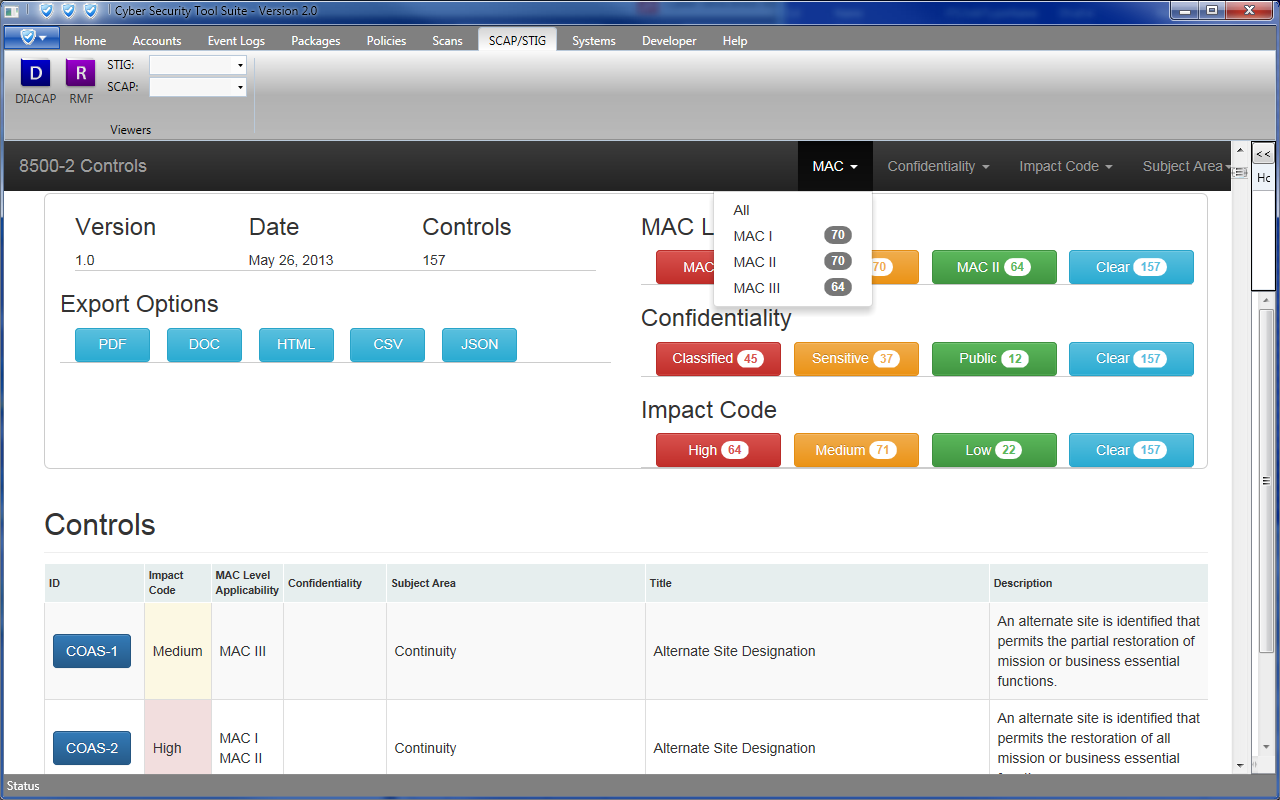 Cyber Security Tool Suite - Version 2.0
Home Accounts Event Logs Packages Policies Scans SCAP/STIG Systems Developer Help
D R STIG:
SCAP:
DIACAP RMF
Viewers
8500-2 Controls MAC Confidentiality Impact Code Subject Area
<<
Hc
All
MAC I 70
MAC II 70
MAC III 64
Version Date Controls
1.0 May 26, 2013 157
Export Options
PDF DOC HTML CSV JSON
MAC L
MAC 70 MAC II 64 Clear 157
Confidentiality
Classified 45 Sensitive 37 Public 12 Clear 157
Impact Code
High 64 Medium 71 Low 22 Clear 157
Controls
ID Impact Code MAC Level Applicability Confidentiality Subject Area Title Description
COAS-1 Medium MAC III Continuity Alternate Site Designation An alternate site is identified that
permits the partial restoration of
mission or business essential
functions.
COAS-2 High MAC I
MAC II Continuity Alternate Site Designation An alternate site is identified that
permits the restoration of all
mission or business essential
Status